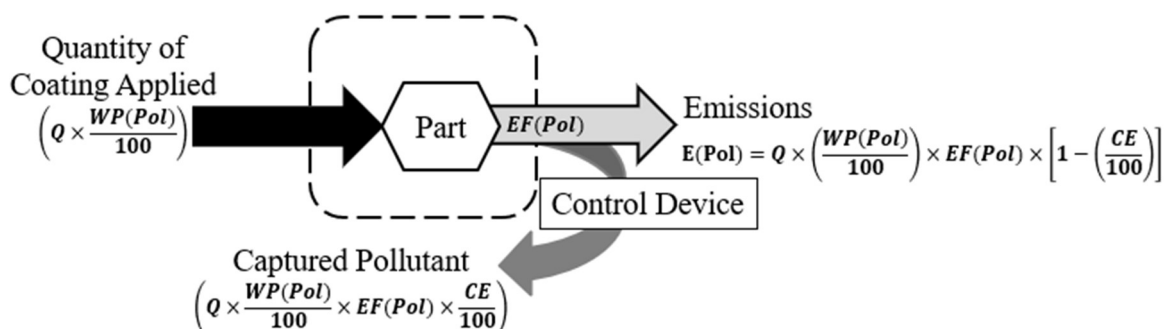 Quantity of
Coating Applied
(Q × WP(Pol)/100)
Part
EF(Pol)
Emissions
E(Pol) = Q × (WP(Pol)/100) × EF(Pol) × [1 − (CE/100)]
Control Device
Captured Pollutant
(Q × WP(Pol)/100 × EF(Pol) × CE/100)